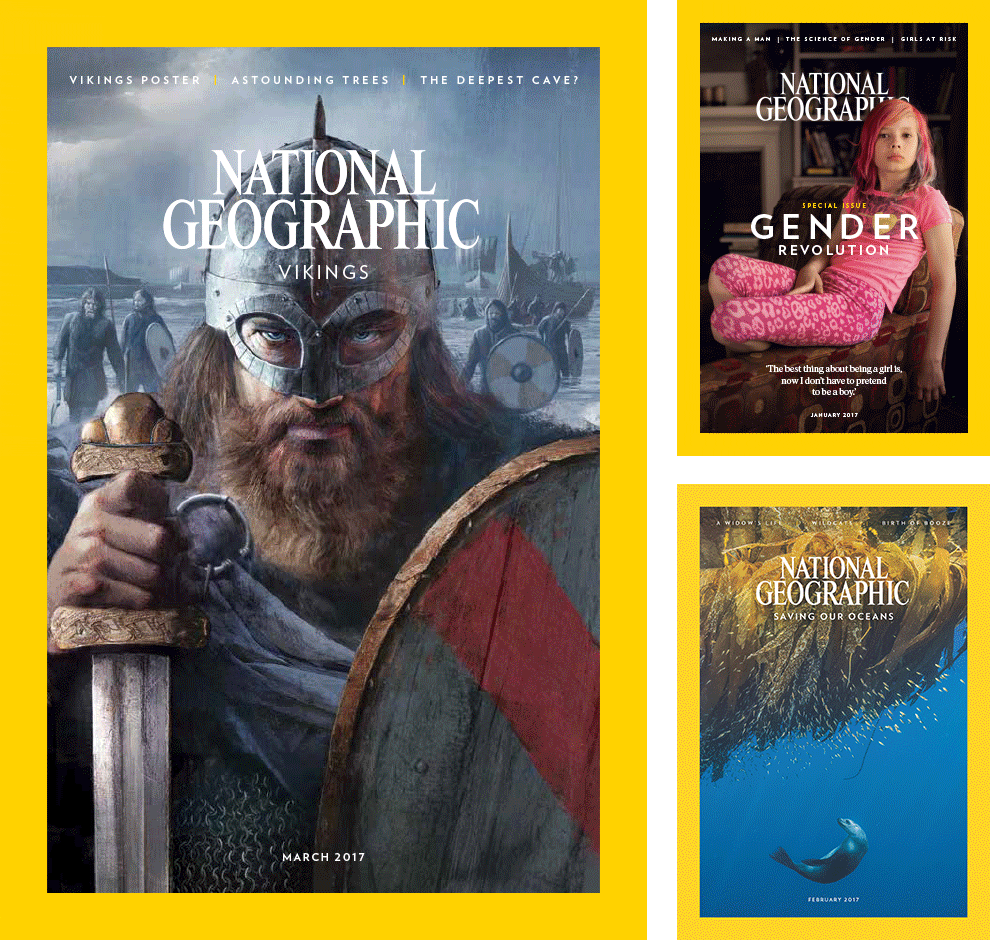 VIKINGS POSTER | ASTOUNDING TREES | THE DEEPEST CAVE?
NATIONAL
GEOGRAPHIC
VIKINGS
MARCH 2017
MAKING A MAN | THE SCIENCE OF GENDER | GIRLS AT RISK
NATIONAL
GEOGRAPHIC
SPECIAL ISSUE
GENDER
REVOLUTION
'The best thing about being a girl is,
now I don't have to pretend
to be a boy.'
JANUARY 2017
A WIDOW'S LIFE | WILDCATS | BIRTH OF BOOZE
NATIONAL
GEOGRAPHIC
SAVING OUR OCEANS
FEBRUARY 2017